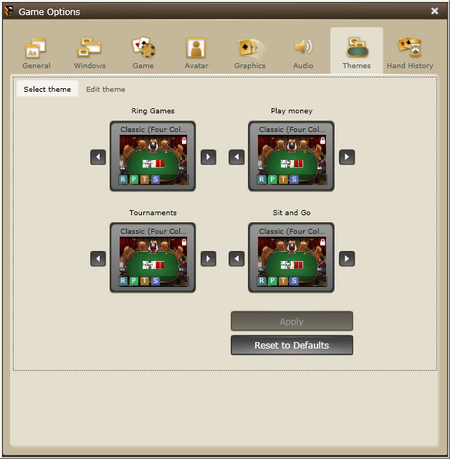 Game Options
General Windows Game Avatar Graphics Audio Themes Hand History
Select theme Edit theme
Ring Games Play money
Classic (Four Col... Classic (Four Col...
R P T S R P T S
Tournaments Sit and Go
Classic (Four Col... Classic (Four Col...
R P T S R P T S
Apply
Reset to Defaults